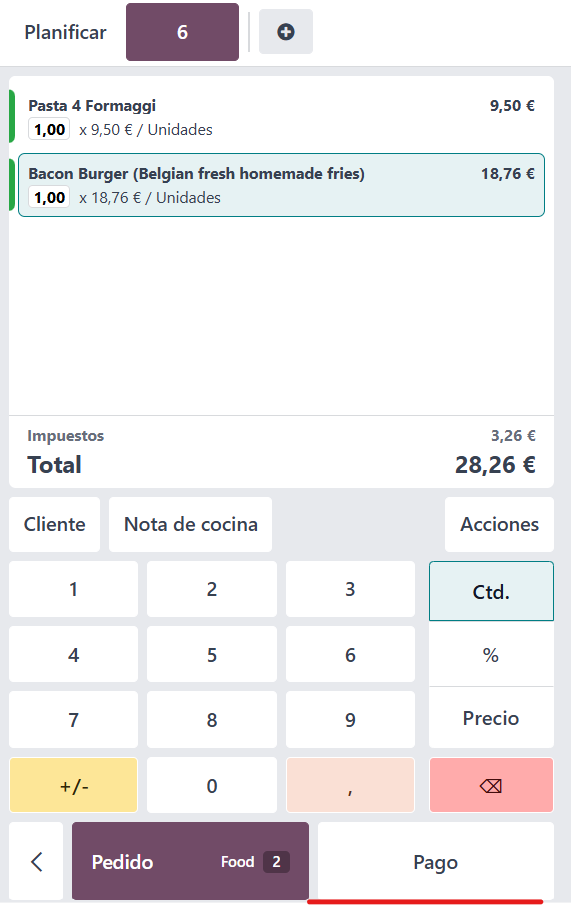 Planificar 6
Pasta 4 Formaggi 9,50 €
1,00 x 9,50 € / Unidades
Bacon Burger (Belgian fresh homemade fries) 18,76 €
1,00 x 18,76 € / Unidades
Impuestos 3,26 €
Total 28,26 €
Cliente Nota de cocina Acciones
1 2 3 Ctd.
4 5 6 %
7 8 9 Precio
+/- 0 ,
Pedido Food 2 Pago